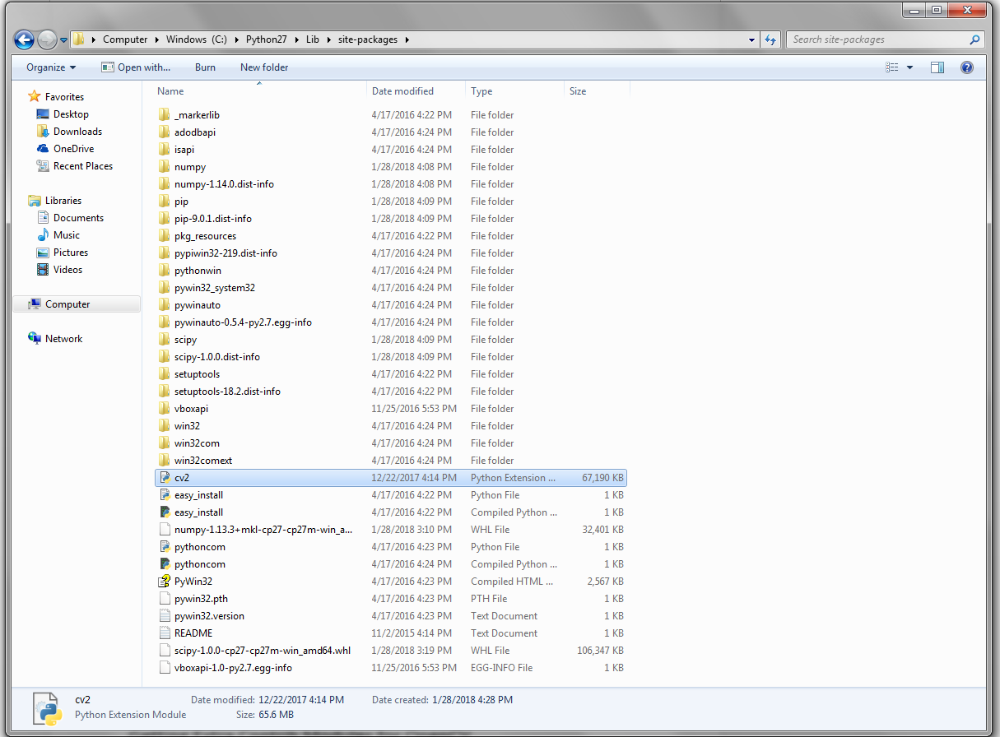 Computer Windows (C:) Python27 Lib site-packages Search site-packages
Organize Open with... Burn New folder
Name Date modified Type Size
Favorites
Desktop
Downloads
OneDrive
Recent Places
Libraries
Documents
Music
Pictures
Videos
Computer
Network
_markerlib 4/17/2016 4:22 PM File folder
adodbapi 4/17/2016 4:24 PM File folder
isapi 4/17/2016 4:24 PM File folder
numpy 1/28/2018 4:08 PM File folder
numpy-1.14.0.dist-info 1/28/2018 4:08 PM File folder
pip 1/28/2018 4:09 PM File folder
pip-9.0.1.dist-info 1/28/2018 4:09 PM File folder
pkg_resources 4/17/2016 4:22 PM File folder
pypiwin32-219.dist-info 4/17/2016 4:24 PM File folder
pythonwin 4/17/2016 4:24 PM File folder
pywin32_system32 4/17/2016 4:24 PM File folder
pywinauto 4/17/2016 4:24 PM File folder
pywinauto-0.5.4-py2.7.egg-info 4/17/2016 4:24 PM File folder
scipy 1/28/2018 4:09 PM File folder
scipy-1.0.0.dist-info 1/28/2018 4:09 PM File folder
setuptools 4/17/2016 4:22 PM File folder
setuptools-18.2.dist-info 4/17/2016 4:22 PM File folder
vboxapi 11/25/2016 5:53 PM File folder
win32 4/17/2016 4:24 PM File folder
win32com 4/17/2016 4:24 PM File folder
win32comext 4/17/2016 4:24 PM File folder
cv2 12/22/2017 4:14 PM Python Extension ... 67,190 KB
easy_install 4/17/2016 4:22 PM Python File 1 KB
easy_install 4/17/2016 4:22 PM Compiled Python ... 1 KB
numpy-1.13.3+mkl-cp27-cp27m-win_a... 1/28/2018 3:10 PM WHL File 32,401 KB
pythoncom 4/17/2016 4:23 PM Python File 1 KB
pythoncom 4/17/2016 4:24 PM Compiled Python ... 1 KB
PyWin32 4/17/2016 4:23 PM Compiled HTML ... 2,567 KB
pywin32.pth 4/17/2016 4:23 PM PTH File 1 KB
pywin32.version 4/17/2016 4:23 PM Text Document 1 KB
README 11/2/2015 4:14 PM Text Document 1 KB
scipy-1.0.0-cp27-cp27m-win_amd64.whl 1/28/2018 3:19 PM WHL File 106,347 KB
vboxapi-1.0-py2.7.egg-info 11/25/2016 5:53 PM EGG-INFO File 1 KB
cv2 Date modified: 12/22/2017 4:14 PM Date created: 1/28/2018 4:28 PM
Python Extension Module Size: 65.6 MB